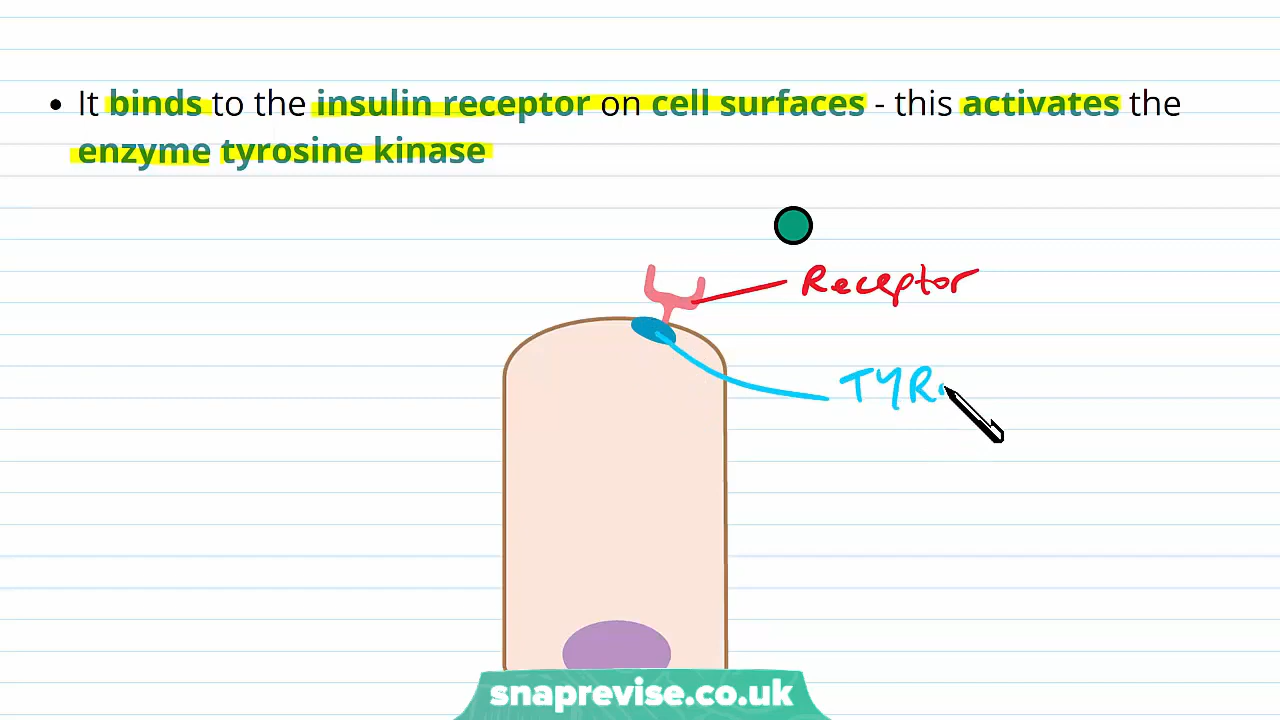 • It binds to the insulin receptor on cell surfaces - this activates the
enzyme tyrosine kinase
Receptor
TYR
snaprevise.co.uk